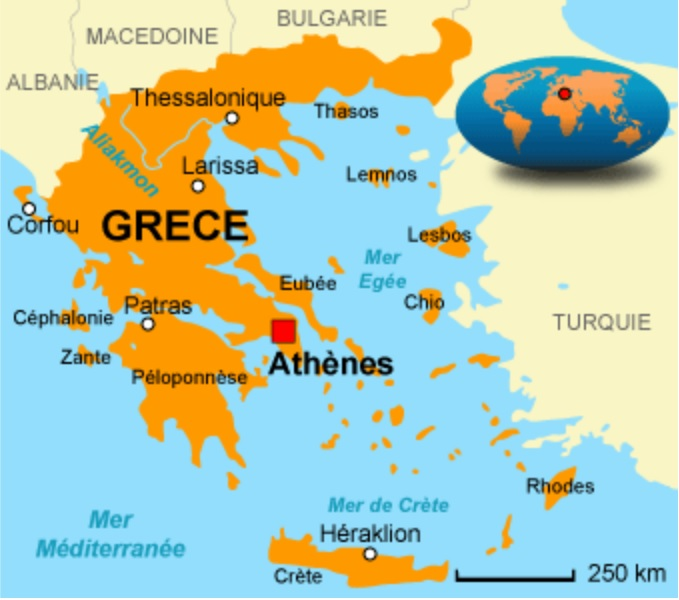 BULGARIE
MACEDOINE
ALBANIE
Thessalonique
Thasos
Aliakmon
Larissa
Lemnos
Corfou
GRECE
Lesbos
Mer
Egée
Eubée
Chio
Céphalonie
Patras
TURQUIE
Zante
Athènes
Péloponnèse
Rhodes
Mer de Crète
Mer
Méditerranée
Héraklion
Crète
250 km